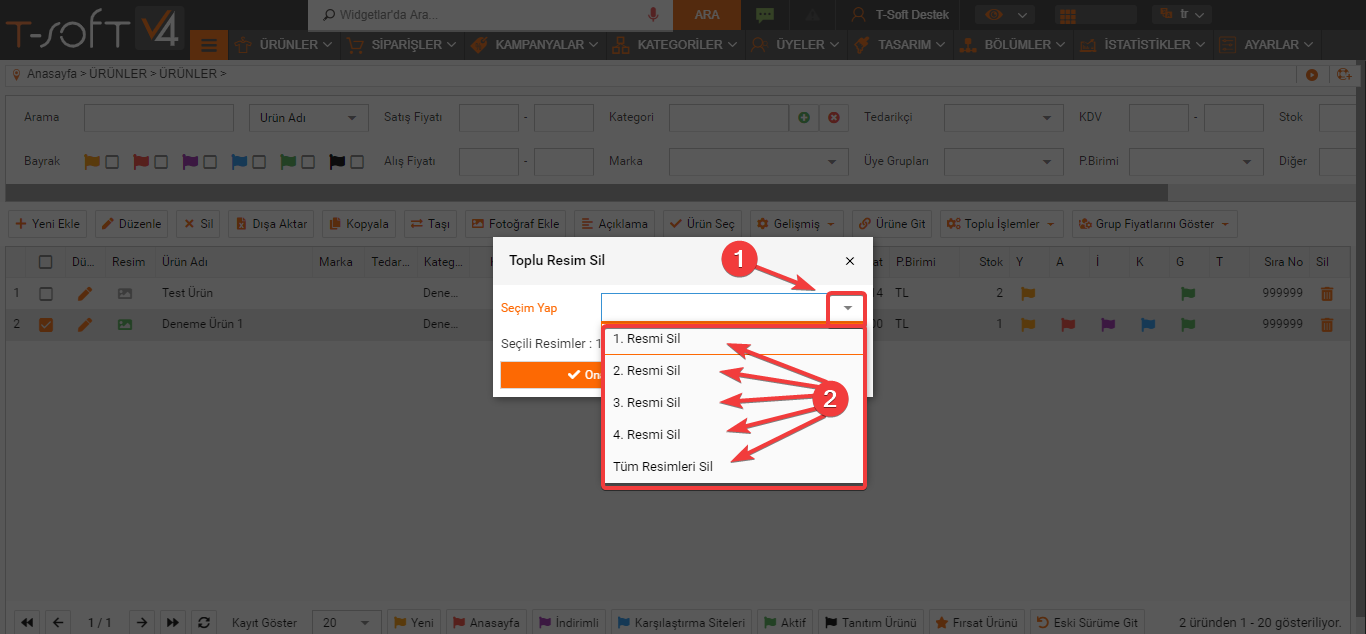 T-SOFT V4
Widgetlar'da Ara...
ARA
T-Soft Destek
tr
ÜRÜNLER
SİPARİŞLER
KAMPANYALAR
KATEGORİLER
ÜYELER
TASARIM
BÖLÜMLER
İSTATİSTİKLER
AYARLAR
Anasayfa > ÜRÜNLER > ÜRÜNLER >
Arama
Ürün Adı
Satış Fiyatı
-
Kategori
Tedarikçi
KDV
-
Stok
Bayrak
Alış Fiyatı
-
Marka
Üye Grupları
P.Birimi
Diğer
Yeni Ekle
Düzenle
Sil
Dışa Aktar
Kopyala
Taşı
Fotoğraf Ekle
Açıklama
Ürün Seç
Gelişmiş
Ürüne Git
Toplu İşlemler
Grup Fiyatlarını Göster
Dü... Resim Ürün Adı Marka Tedar... Kateg... P.Birimi Stok Y A İ K G T Sıra No Sil
1 Test Ürün Dene... TL 2 999999
2 Deneme Ürün 1 Dene... TL 1 999999
Toplu Resim Sil
1
Seçim Yap
Seçili Resimler : 1
1. Resmi Sil
2. Resmi Sil
3. Resmi Sil
4. Resmi Sil
Tüm Resimleri Sil
2
1 / 1
Kayıt Göster
20
Yeni
Anasayfa
İndirimli
Karşılaştırma Siteleri
Aktif
Tanıtım Ürünü
Fırsat Ürünü
Eski Sürüme Git
2 üründen 1 - 20 gösteriliyor.